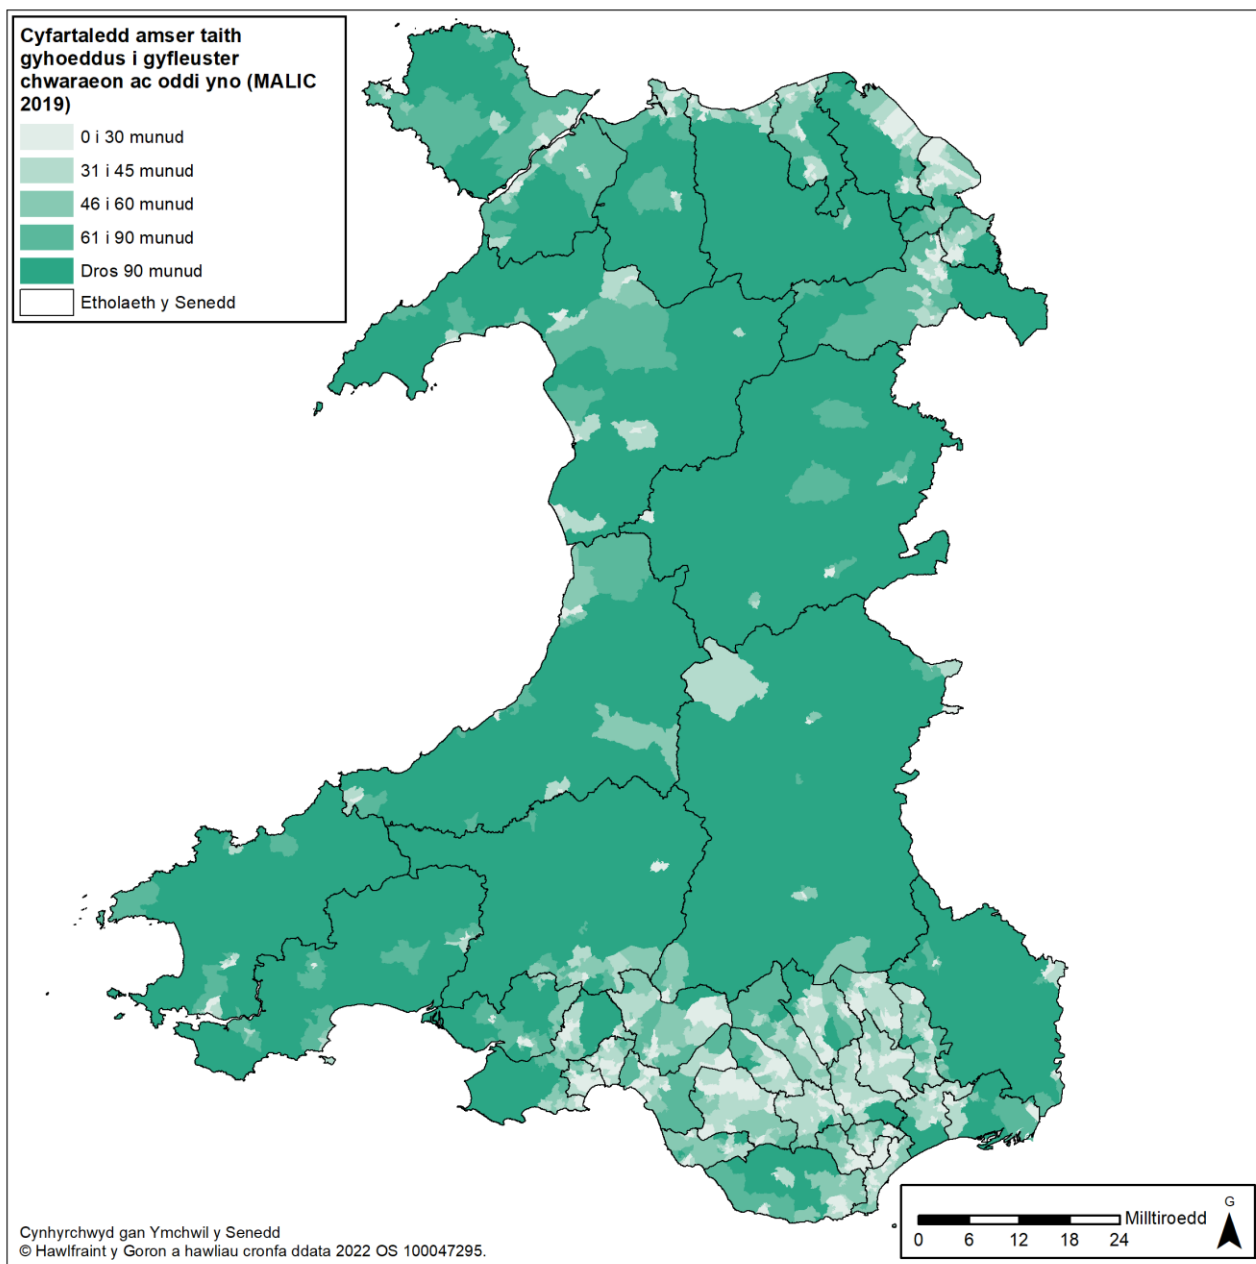 Cyfartaledd amser taith
gyhoeddus i gyfleuster
chwaraeon ac oddi yno (MALIC
2019)
0 i 30 munud
31 i 45 munud
46 i 60 munud
61 i 90 munud
Dros 90 munud
Etholaeth y Senedd
Cynhyrchwyd gan Ymchwil y Senedd
© Hawlfraint y Goron a hawliau cronfa ddata 2022 OS 100047295.
G
Milltiroedd
0 6 12 18 24